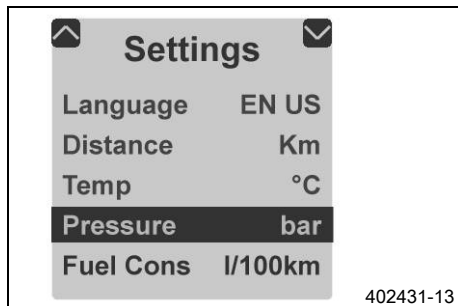 Settings
Language EN US
Distance Km
Temp °C
Pressure bar
Fuel Cons l/100km
402431-13